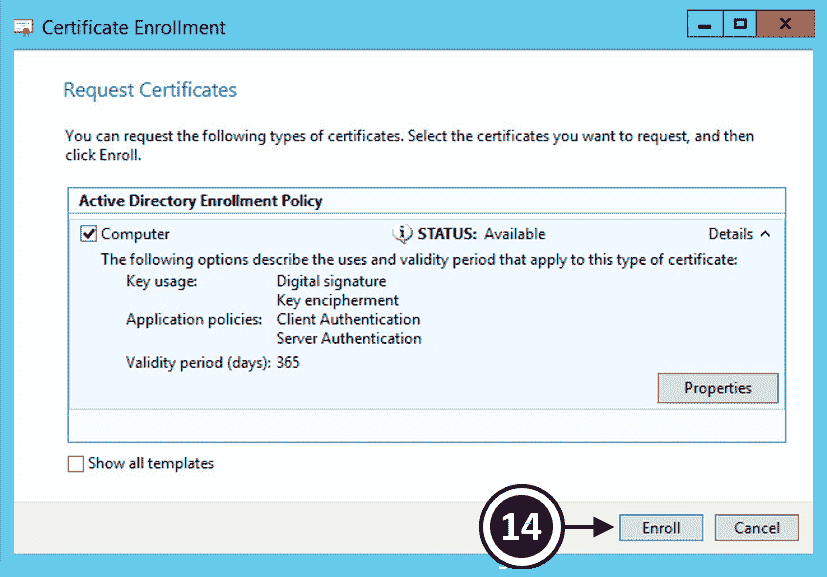 Certificate Enrollment
Request Certificates
You can request the following types of certificates. Select the certificates you want to request, and then
click Enroll.
Active Directory Enrollment Policy
Computer STATUS: Available Details
The following options describe the uses and validity period that apply to this type of certificate:
Key usage: Digital signature
Key encipherment
Application policies: Client Authentication
Server Authentication
Validity period (days): 365
Properties
Show all templates
14 Enroll Cancel